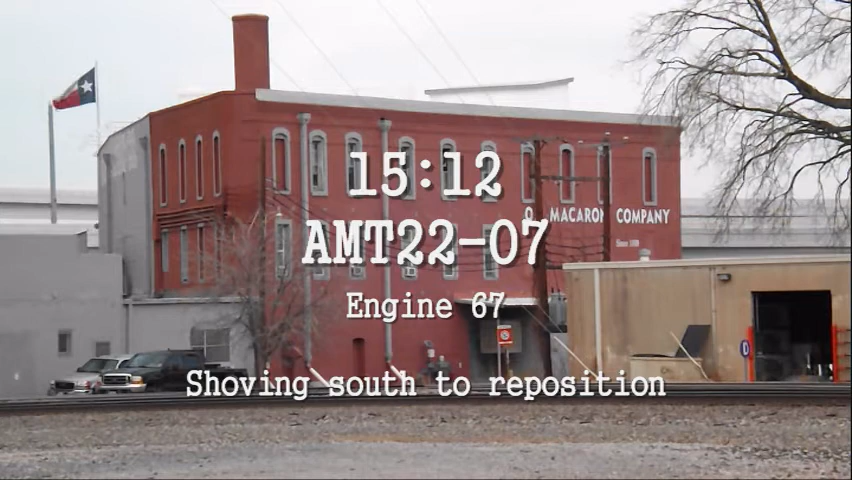 15:12
AMT22-07
MACARONI COMPANY
Engine 67
Shoving south to reposition
D